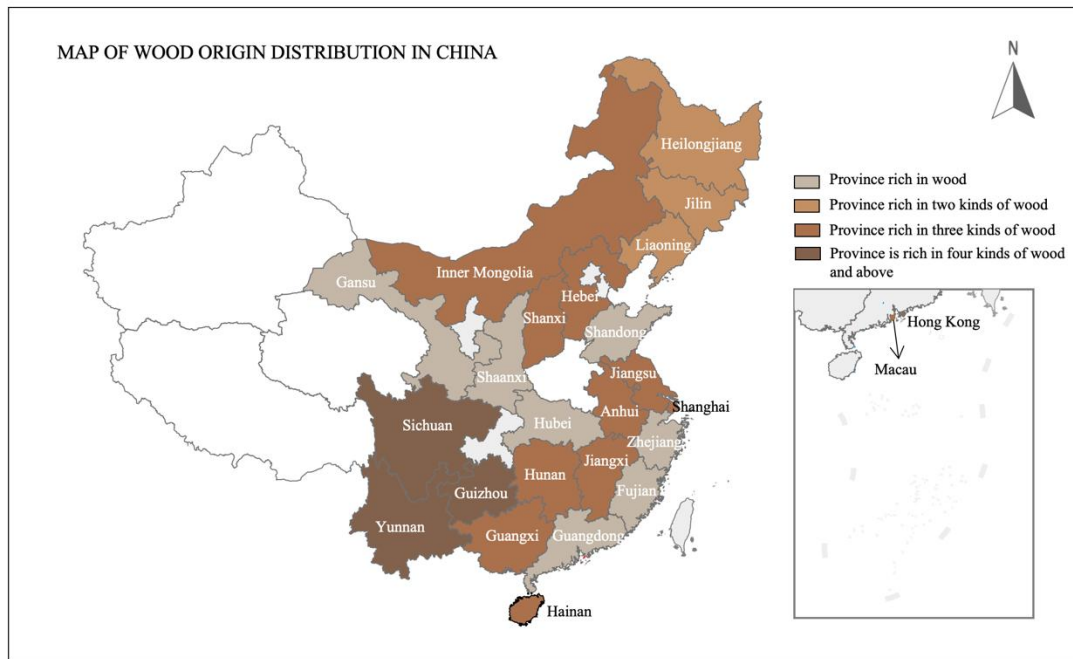 MAP OF WOOD ORIGIN DISTRIBUTION IN CHINA
N
Heilongjiang
Jilin
Liaoning
Inner Mongolia
Gansu
Hebei
Shanxi
Shandong
Shaanxi
Jiangsu
Anhui
Shanghai
Sichuan
Hubei
Zhejiang
Hunan
Jiangxi
Guizhou
Fujian
Yunnan
Guangxi
Guangdong
Hainan
Province rich in wood
Province rich in two kinds of wood
Province rich in three kinds of wood
Province is rich in four kinds of wood
and above
Hong Kong
Macau